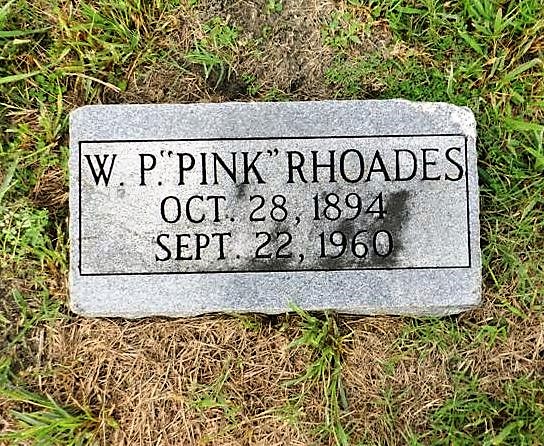 W. P. "PINK" RHOADES
OCT. 28, 1894
SEPT. 22, 1960